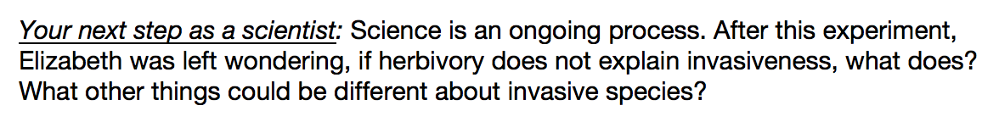 Your next step as a scientist: Science is an ongoing process. After this experiment,
Elizabeth was left wondering, if herbivory does not explain invasiveness, what does?
What other things could be different about invasive species?